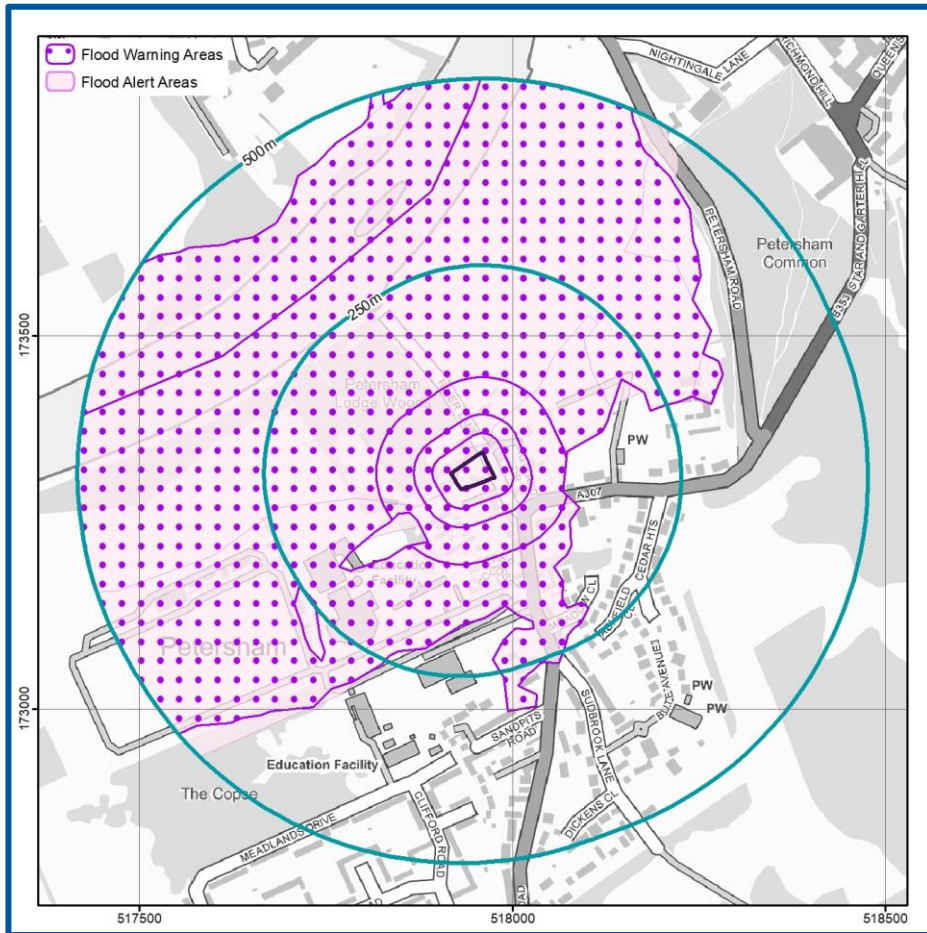 Flood Warning Areas
Flood Alert Areas
NIGHTINGALE LANE
RICHMOND HILL
500m
PETERSHAM ROAD
Petersham
Common
B353 STAR AND GARTER HILL
250m
173500
Petersham
Lodge Wood
PW
A307
CEDAR HTS
Education
Facility
ASHFIELD CL
Petersham
BUTE AVENUE
PW
PW
173000
SANDPITS
ROAD
SUDBROOK LANE
Education Facility
The Copse
DICKENS CL
MEADLANDS DRIVE
CLIFFORD ROAD
ROAD
517500
518000
518500